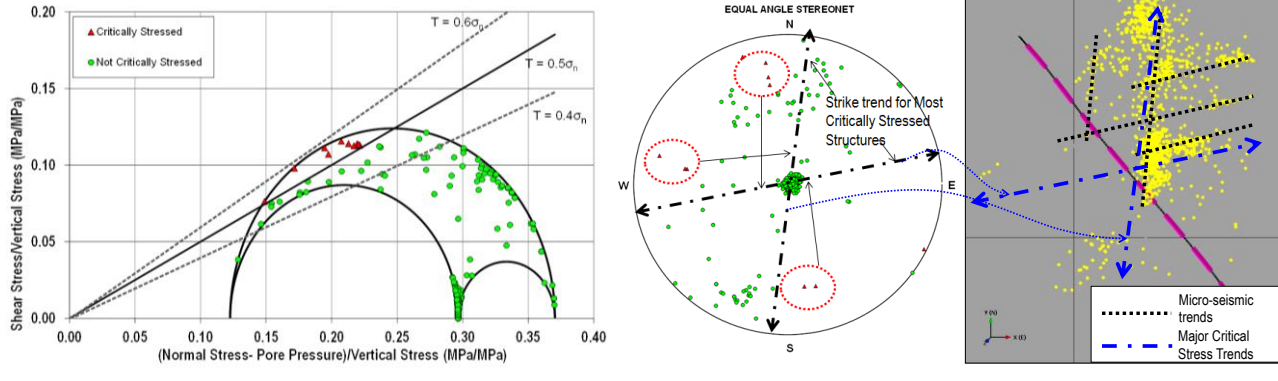 Shear Stress/Vertical Stress (MPa/MPa)
0.20
0.15
0.10
0.05
0.00
0.00
0.05
0.10
0.15
0.20
0.25
0.30
0.35
0.40
(Normal Stress- Pore Pressure)/Vertical Stress (MPa/MPa)
Critically Stressed
Not Critically Stressed
T = 0.6σn
T = 0.5σn
T = 0.4σn
EQUAL ANGLE STEREONET
N
W
E
S
Strike trend for Most
Critically Stressed
Structures
Y (N)
X (E)
Micro-seismic
trends
Major Critical
Stress Trends